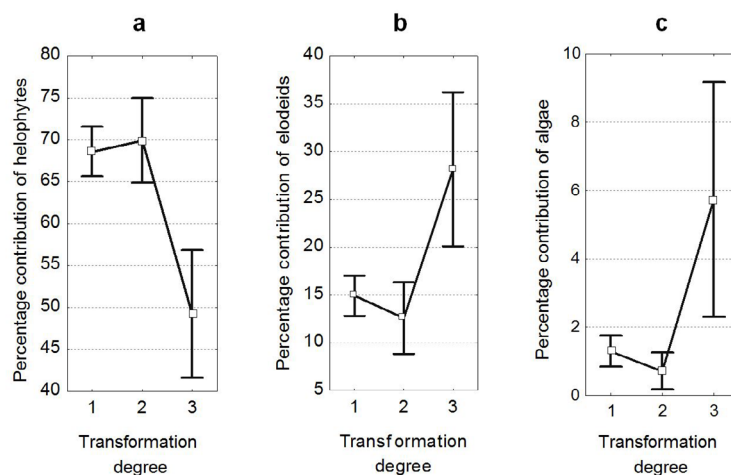 a
Percentage contribution of helophytes
80
75
70
65
60
55
50
45
40
1 2 3
Transformation
degree
b
Percentage contribution of elodeids
40
35
30
25
20
15
10
5
1 2 3
Transformation
degree
c
Percentage contribution of algae
10
8
6
4
2
0
1 2 3
Transformation
degree